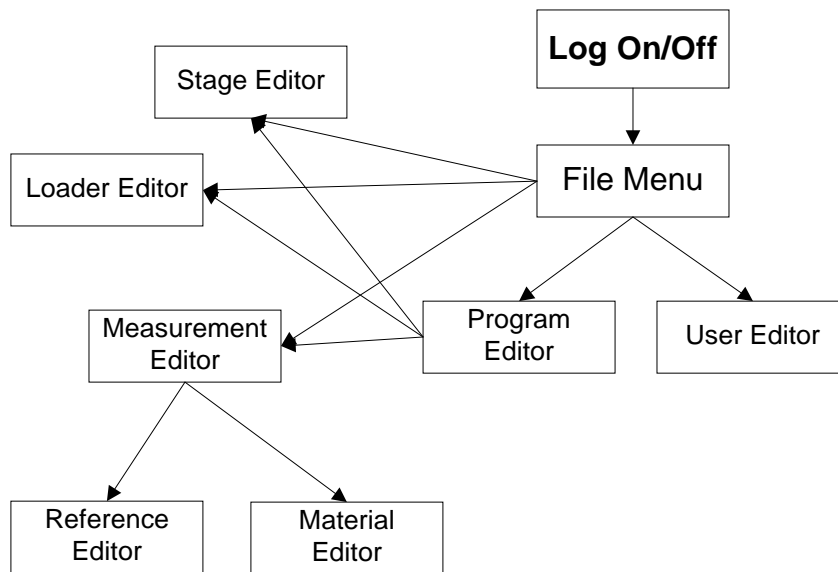 Log On/Off
Stage Editor
File Menu
Loader Editor
Measurement
Editor
Program
Editor
User Editor
Reference
Editor
Material
Editor